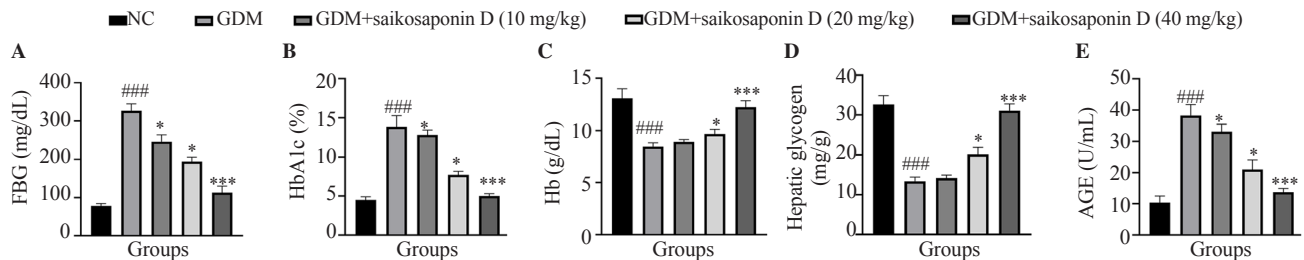 NC GDM GDM+saikosaponin D (10 mg/kg) GDM+saikosaponin D (20 mg/kg) GDM+saikosaponin D (40 mg/kg)
A
FBG (mg/dL)
400
300
200
100
0
###
*
*
***
Groups
B
HbA1c (%)
20
15
10
5
0
###
*
*
***
Groups
C
Hb (g/dL)
15
10
5
0
###
*
***
Groups
D
Hepatic glycogen
(mg/g)
40
30
20
10
0
###
*
***
Groups
E
AGE (U/mL)
50
40
30
20
10
0
###
*
*
***
Groups